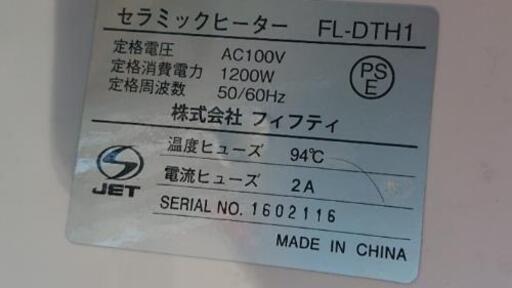 セラミックヒーター FL-DTH1
定格電圧 AC100V
定格消費電力 1200W
定格周波数 50/60Hz
PS
E
株式会社 フィフティ
温度ヒューズ 94℃
電流ヒューズ 2A
JET
SERIAL NO. 1602116
MADE IN CHINA